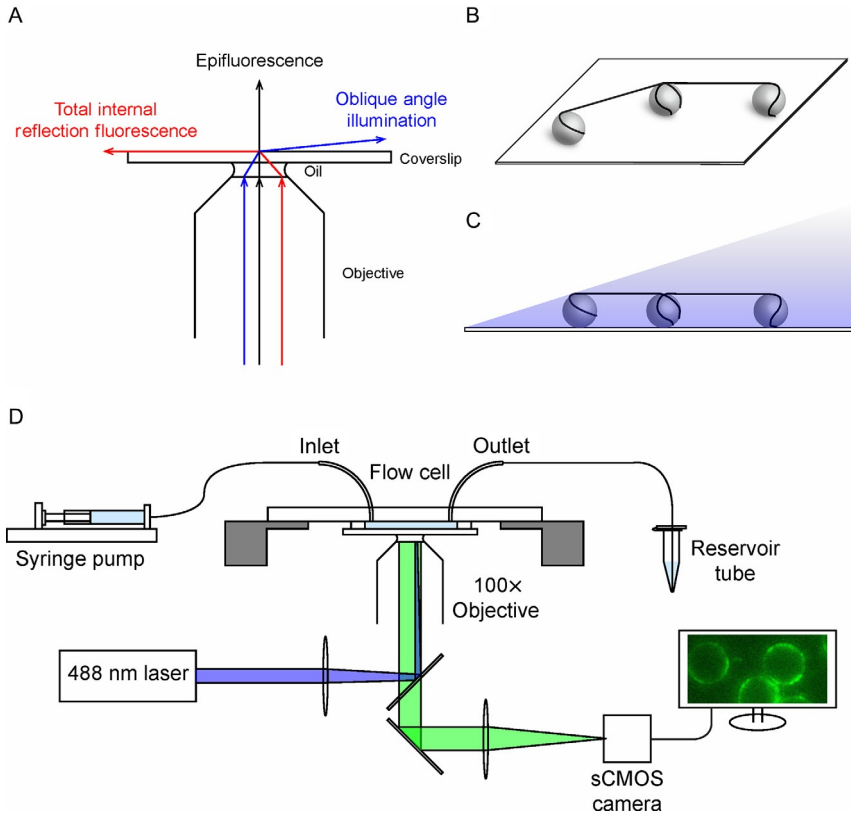 A
Epifluorescence
Total internal
reflection fluorescence
Oblique angle
illumination
Coverslip
Oil
Objective
B
C
D
Inlet
Outlet
Flow cell
Syringe pump
Reservoir
tube
100×
Objective
488 nm laser
sCMOS
camera